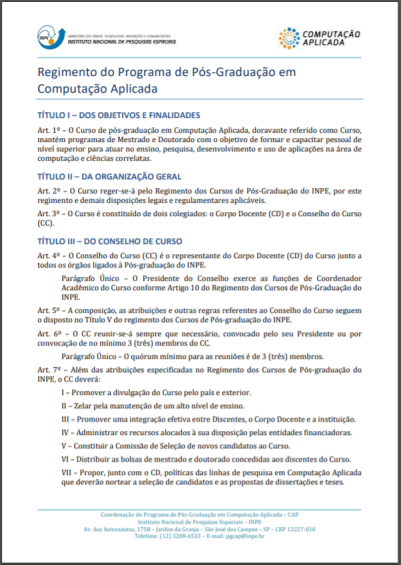 MINISTÉRIO DA CIÊNCIA, TECNOLOGIA, INOVAÇÕES E COMUNICAÇÕES
INSTITUTO NACIONAL DE PESQUISAS ESPACIAIS
COMPUTAÇÃO
APLICADA
Regimento do Programa de Pós-Graduação em
Computação Aplicada
TÍTULO I – DOS OBJETIVOS E FINALIDADES
Art. 1º – O Curso de pós-graduação em Computação Aplicada, doravante referido como Curso,
mantém programas de Mestrado e Doutorado com o objetivo de formar e capacitar pessoal de
nível superior para atuar no ensino, pesquisa, desenvolvimento e uso de aplicações na área de
computação e ciências correlatas.
TÍTULO II – DA ORGANIZAÇÃO GERAL
Art. 2º – O Curso reger-se-á pelo Regimento dos Cursos de Pós-Graduação do INPE, por este
regimento e demais disposições legais e regulamentares aplicáveis.
Art. 3º – O Curso é constituído de dois colegiados: o Corpo Docente (CD) e o Conselho do Curso
(CC).
TÍTULO III – DO CONSELHO DE CURSO
Art. 4º – O Conselho do Curso (CC) é o representante do Corpo Docente (CD) do Curso junto a
todos os órgãos ligados à Pós-graduação do INPE.
Parágrafo Único – O Presidente do Conselho exerce as funções de Coordenador
Acadêmico do Curso conforme Artigo 10 do Regimento dos Cursos de Pós-Graduação do
INPE.
Art. 5º – A composição, as atribuições e outras regras referentes ao Conselho do Curso seguem
o disposto no Título V do regimento dos Cursos de Pós-graduação do INPE.
Art. 6º – O CC reunir-se-á sempre que necessário, convocado pelo seu Presidente ou por
convocação de no mínimo 3 (três) membros do CC.
Parágrafo Único – O quórum mínimo para as reuniões é de 3 (três) membros.
Art. 7º – Além das atribuições especificadas no Regimento dos Cursos de Pós-graduação do
INPE, o CC deverá:
I – Promover a divulgação do Curso pelo país e exterior.
II – Zelar pela manutenção de um alto nível de ensino.
III – Promover uma integração efetiva entre Discentes, o Corpo Docente e a instituição.
IV – Administrar os recursos alocados à sua disposição pelas entidades financiadoras.
V – Constituir a Comissão de Seleção de novos candidatos ao Curso.
VI – Distribuir as bolsas de mestrado e doutorado concedidas aos discentes do Curso.
VII – Propor, junto com o CD, políticas das linhas de pesquisa em Computação Aplicada
que deverão nortear a seleção de candidatos e as propostas de dissertações e teses.
Coordenação do Programa de Pós-Graduação em Computação Aplicada – CAP
Instituto Nacional de Pesquisas Espaciais – INPE
Av. dos Astronautas, 1758 – Jardim da Granja – São José dos Campos – SP – CEP 12227-010
Telefone: (12) 3208-6533 – E-mail: pgcap@inpe.br